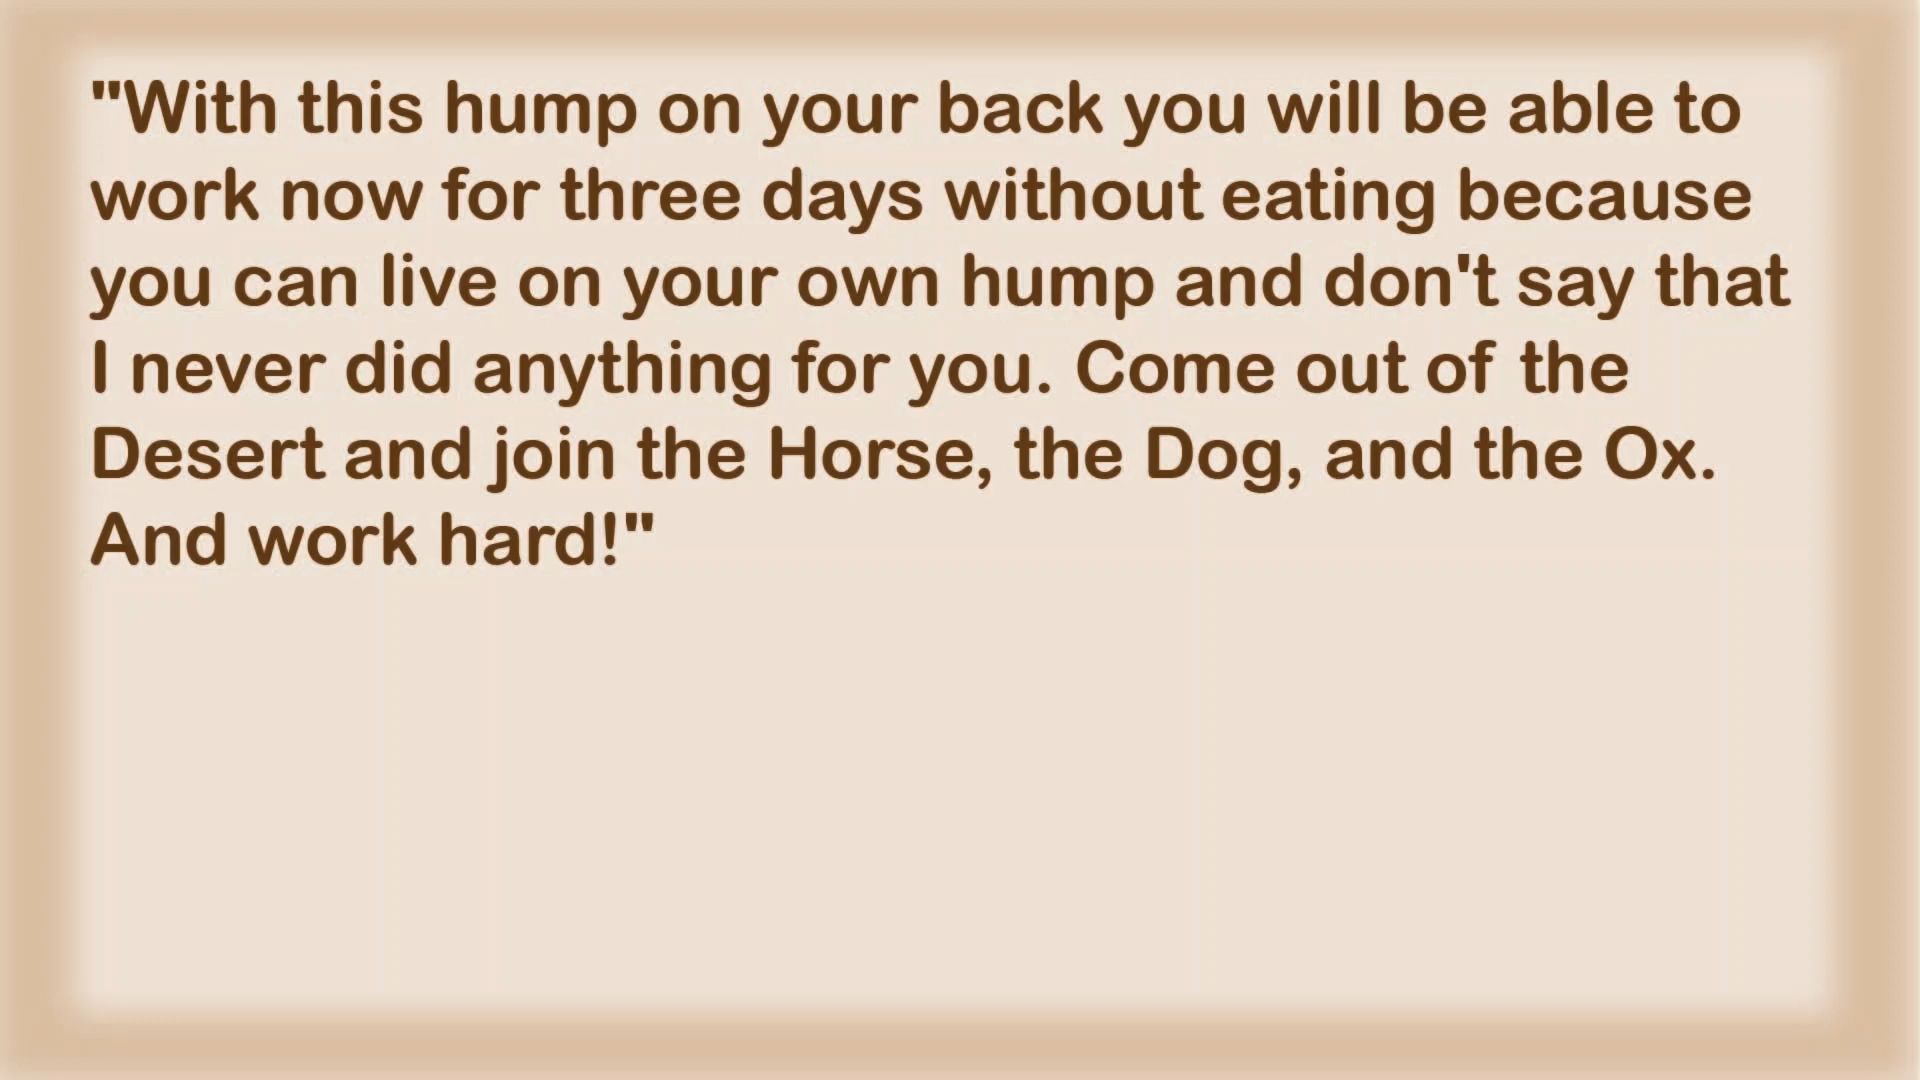 "With this hump on your back you will be able to
work now for three days without eating because
you can live on your own hump and don't say that
I never did anything for you. Come out of the
Desert and join the Horse, the Dog, and the Ox.
And work hard!"